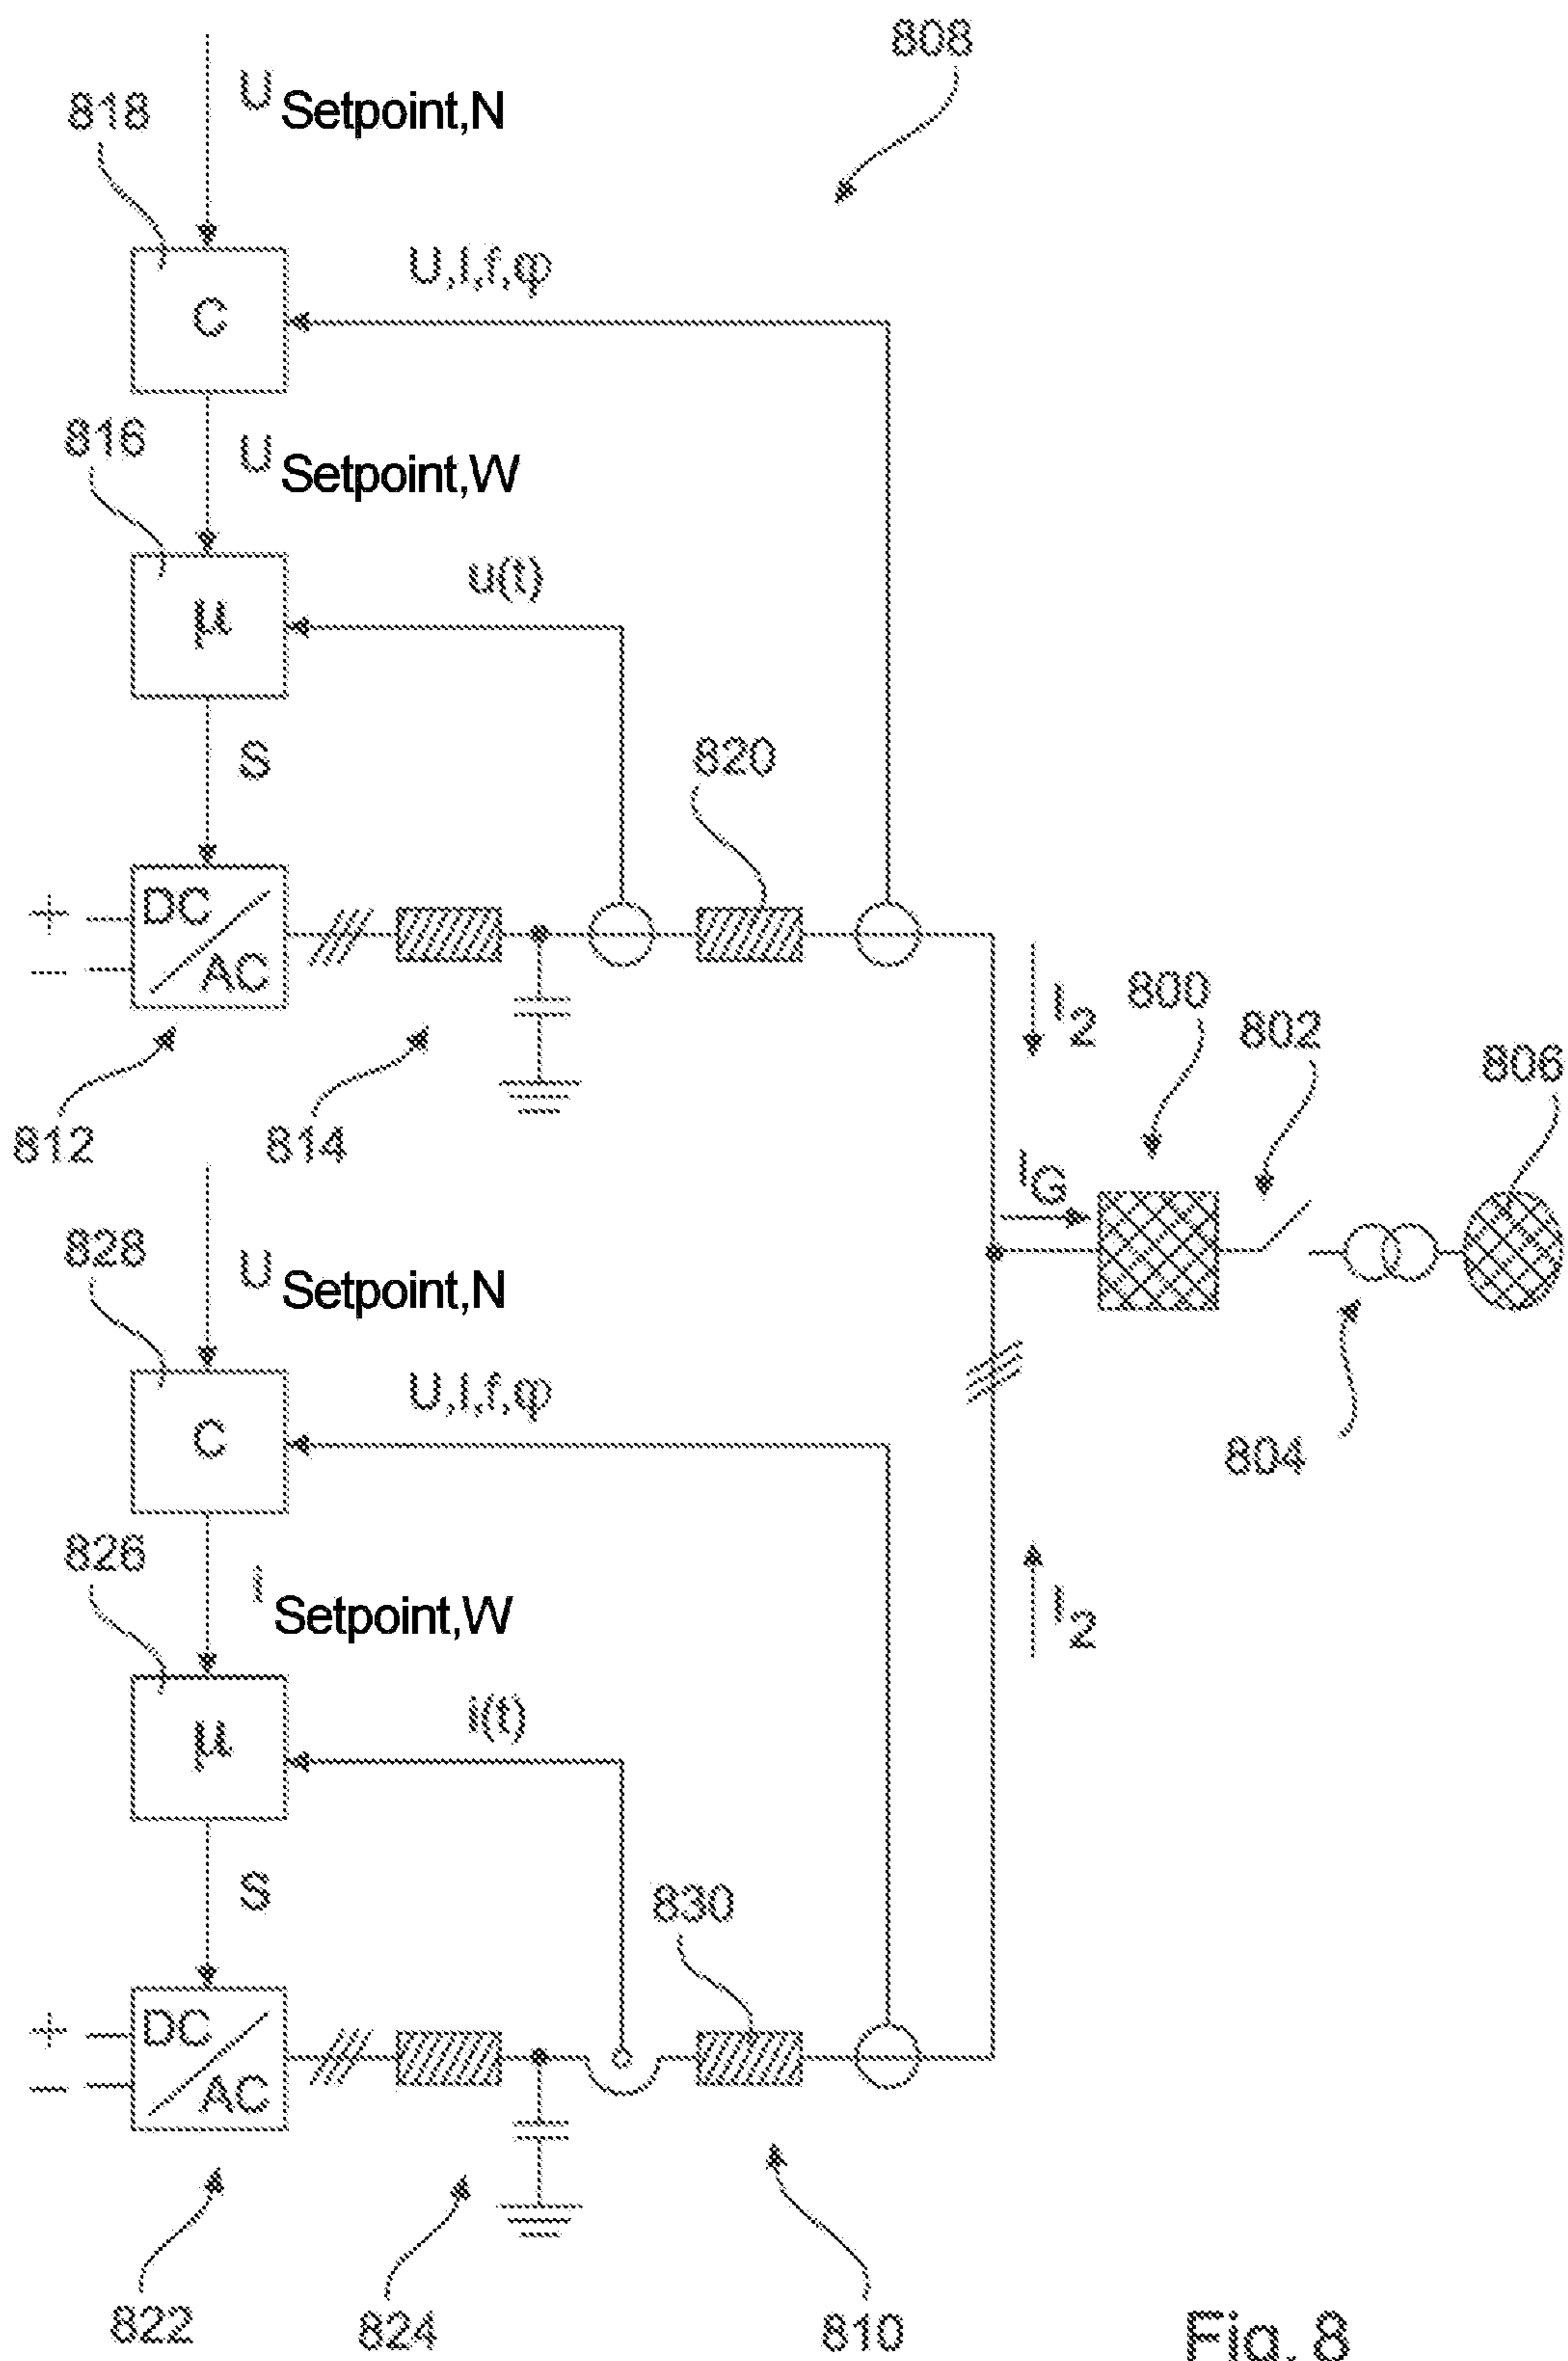 808
818
U Setpoint,N
U,I,f,φ
C
816
U Setpoint,W
u(t)
μ
S
820
+
DC
AC
−
I2
800
802
806
812
814
IG
828
U Setpoint,N
U,I,f,φ
C
804
826
i Setpoint,W
I2
i(t)
μ
S
830
+
DC
AC
−
822
824
810
Fig. 8